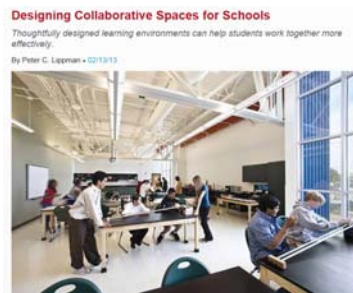 Designing Collaborative Spaces for Schools
Thoughtfully designed learning environments can help students work together more
effectively.
By Peter C. Lippman • 02/13/13